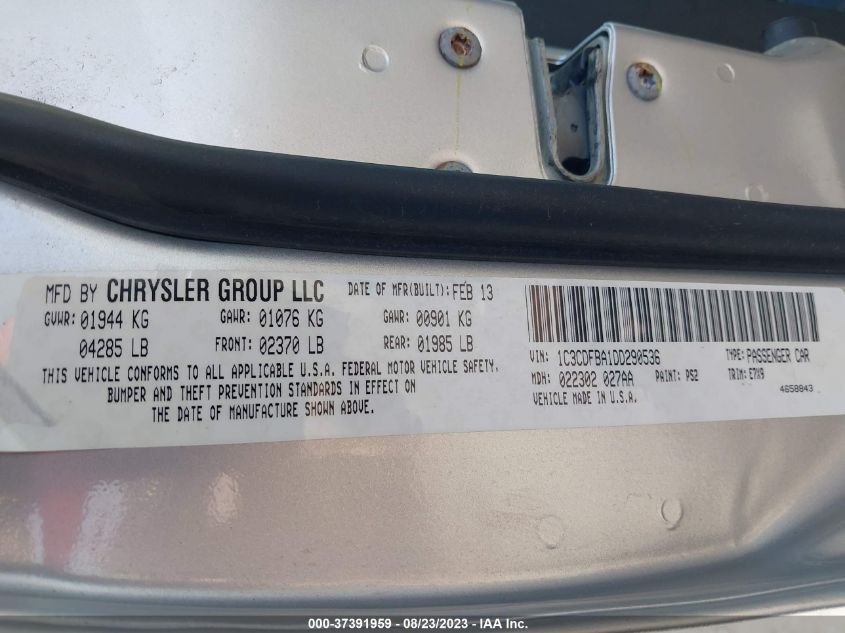 MFD BY CHRYSLER GROUP LLC DATE OF MFR(BUILT): FEB 13
GVWR: 01944 KG GAWR: 01076 KG GAWR: 00901 KG
04285 LB FRONT: 02370 LB REAR: 01985 LB
THIS VEHICLE CONFORMS TO ALL APPLICABLE U.S.A. FEDERAL MOTOR VEHICLE SAFETY,
BUMPER AND THEFT PREVENTION STANDARDS IN EFFECT ON
THE DATE OF MANUFACTURE SHOWN ABOVE.
VIN: 1C3CDFBA1DD290536 TYPE: PASSENGER CAR
MDH: 022302 027AA PAINT: PS2 TRIM: E7X9
VEHICLE MADE IN U.S.A. 4658843
000-37391959 - 08/23/2023 - IAA Inc.